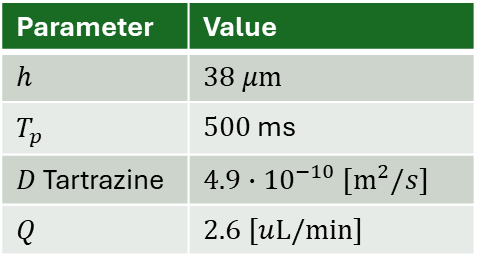 Parameter Value
h 38 μm
Tₚ 500 ms
D Tartrazine 4.9 · 10⁻¹⁰ [m²/s]
Q 2.6 [uL/min]